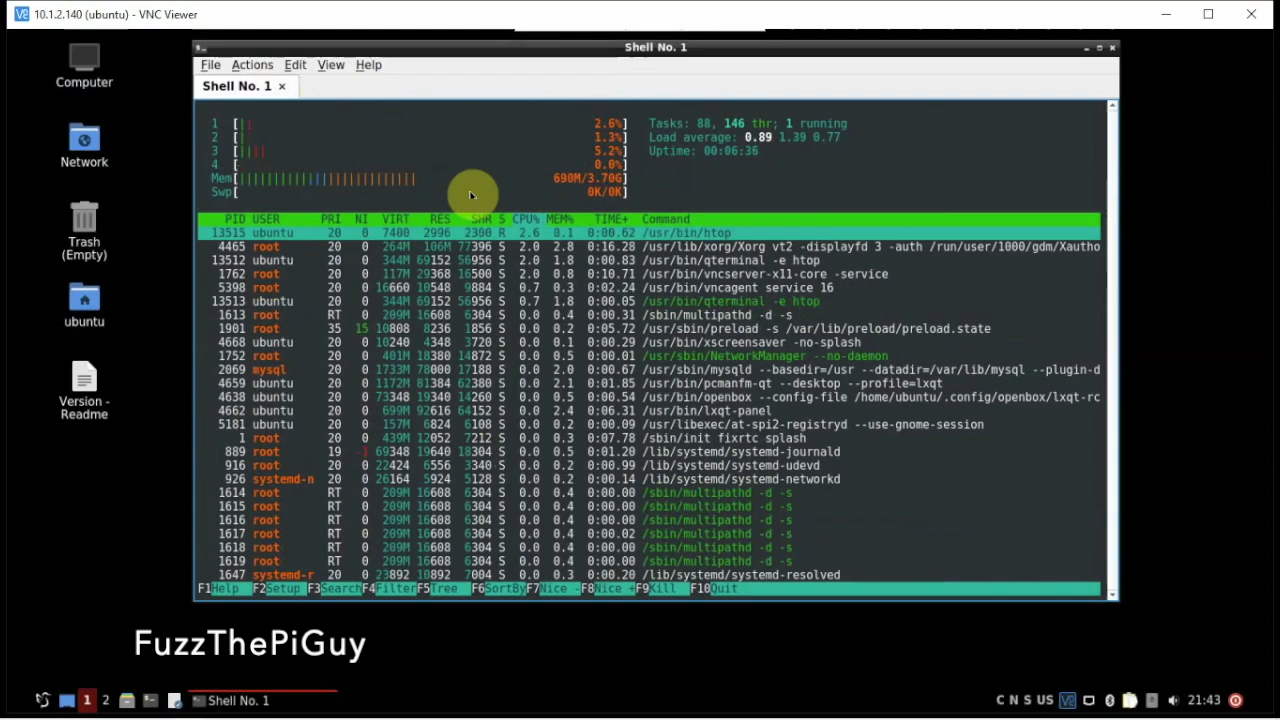 10.1.2.140 (ubuntu) - VNC Viewer
Computer
Network
Trash
(Empty)
ubuntu
Version -
Readme
Shell No. 1
File Actions Edit View Help
Shell No. 1 ×
1 [|| 2.6%]
2 [| 1.3%]
3 [|||| 5.2%]
4 [ 0.0%]
Mem[|||||||||||||||||||||||||| 690M/3.70G]
Swp[ 0K/0K]
Tasks: 88, 146 thr; 1 running
Load average: 0.89 1.39 0.77
Uptime: 00:06:36
PID USER PRI NI VIRT RES SHR S CPU% MEM% TIME+ Command
13515 ubuntu 20 0 7400 2996 2300 R 2.6 0.1 0:00.62 /usr/bin/htop
4465 root 20 0 264M 106M 77396 S 2.0 2.8 0:16.28 /usr/lib/xorg/Xorg vt2 -displayfd 3 -auth /run/user/1000/gdm/Xautho
13512 ubuntu 20 0 344M 69152 56956 S 2.0 1.8 0:00.83 /usr/bin/qterminal -e htop
1762 root 20 0 117M 29368 16500 S 2.0 0.8 0:10.71 /usr/bin/vncserver-x11-core -service
5398 root 20 0 16660 10548 9884 S 0.7 0.3 0:02.24 /usr/bin/vncagent service 16
13513 ubuntu 20 0 344M 69152 56956 S 0.7 1.8 0:00.05 /usr/bin/qterminal -e htop
1613 root RT 0 209M 16608 6304 S 0.0 0.4 0:00.31 /sbin/multipathd -d -s
1901 root 35 15 10808 8236 1856 S 0.0 0.2 0:05.72 /usr/sbin/preload -s /var/lib/preload/preload.state
4668 ubuntu 20 0 10240 4348 3720 S 0.0 0.1 0:00.29 /usr/bin/xscreensaver -no-splash
1752 root 20 0 401M 18380 14872 S 0.0 0.5 0:00.01 /usr/sbin/NetworkManager --no-daemon
2069 mysql 20 0 1733M 78000 17188 S 0.0 2.0 0:00.67 /usr/sbin/mysqld --basedir=/usr --datadir=/var/lib/mysql --plugin-d
4659 ubuntu 20 0 1172M 81384 62380 S 0.0 2.1 0:01.85 /usr/bin/pcmanfm-qt --desktop --profile=lxqt
4638 ubuntu 20 0 73348 19340 14260 S 0.0 0.5 0:00.54 /usr/bin/openbox --config-file /home/ubuntu/.config/openbox/lxqt-rc
4662 ubuntu 20 0 699M 92616 64152 S 0.0 2.4 0:06.31 /usr/bin/lxqt-panel
5181 ubuntu 20 0 157M 6824 6108 S 0.0 0.2 0:00.09 /usr/libexec/at-spi2-registryd --use-gnome-session
1 root 20 0 439M 12052 7212 S 0.0 0.3 0:07.78 /sbin/init fixrtc splash
889 root 19 -1 69348 19640 18304 S 0.0 0.5 0:01.20 /lib/systemd/systemd-journald
916 root 20 0 22424 6556 3340 S 0.0 0.2 0:00.99 /lib/systemd/systemd-udevd
926 systemd-n 20 0 26164 5924 5128 S 0.0 0.2 0:00.14 /lib/systemd/systemd-networkd
1614 root RT 0 209M 16608 6304 S 0.0 0.4 0:00.00 /sbin/multipathd -d -s
1615 root RT 0 209M 16608 6304 S 0.0 0.4 0:00.00 /sbin/multipathd -d -s
1616 root RT 0 209M 16608 6304 S 0.0 0.4 0:00.00 /sbin/multipathd -d -s
1617 root RT 0 209M 16608 6304 S 0.0 0.4 0:00.02 /sbin/multipathd -d -s
1618 root RT 0 209M 16608 6304 S 0.0 0.4 0:00.00 /sbin/multipathd -d -s
1619 root RT 0 209M 16608 6304 S 0.0 0.4 0:00.00 /sbin/multipathd -d -s
1647 systemd-r 20 0 23892 10892 7004 S 0.0 0.3 0:00.20 /lib/systemd/systemd-resolved
F1Help F2Setup F3SearchF4FilterF5Tree F6SortByF7Nice -F8Nice +F9Kill F10Quit
FuzzThePiGuy
1 2 Shell No. 1 C N S US 21:43